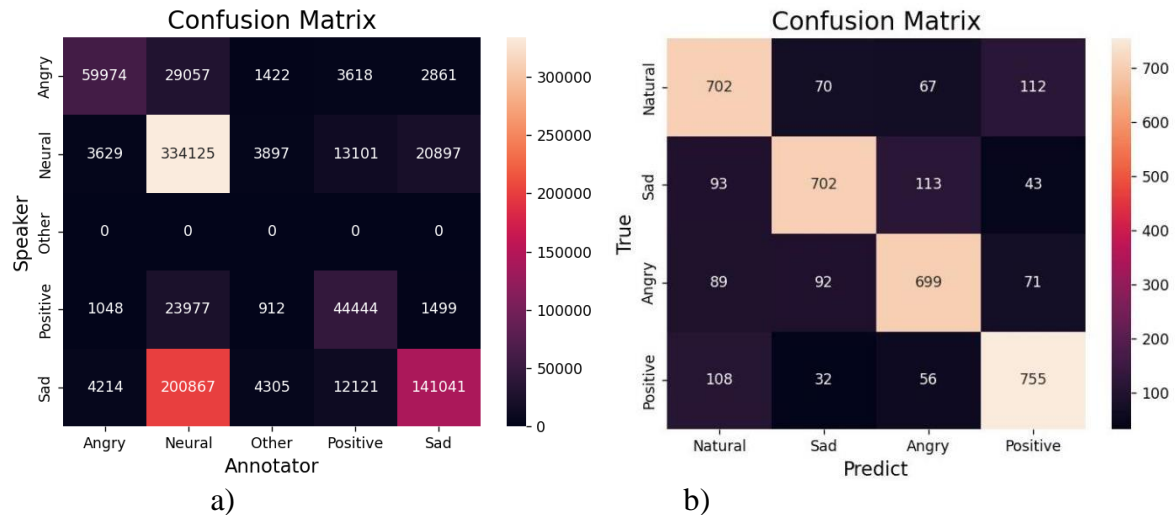 Confusion Matrix
Speaker
Angry 59974 29057 1422 3618 2861
Neural 3629 334125 3897 13101 20897
Other 0 0 0 0 0
Positive 1048 23977 912 44444 1499
Sad 4214 200867 4305 12121 141041
Angry Neural Other Positive Sad
Annotator
300000
250000
200000
150000
100000
50000
0
a)
Confusion Matrix
True
Natural 702 70 67 112
Sad 93 702 113 43
Angry 89 92 699 71
Positive 108 32 56 755
Natural Sad Angry Positive
Predict
700
600
500
400
300
200
100
b)